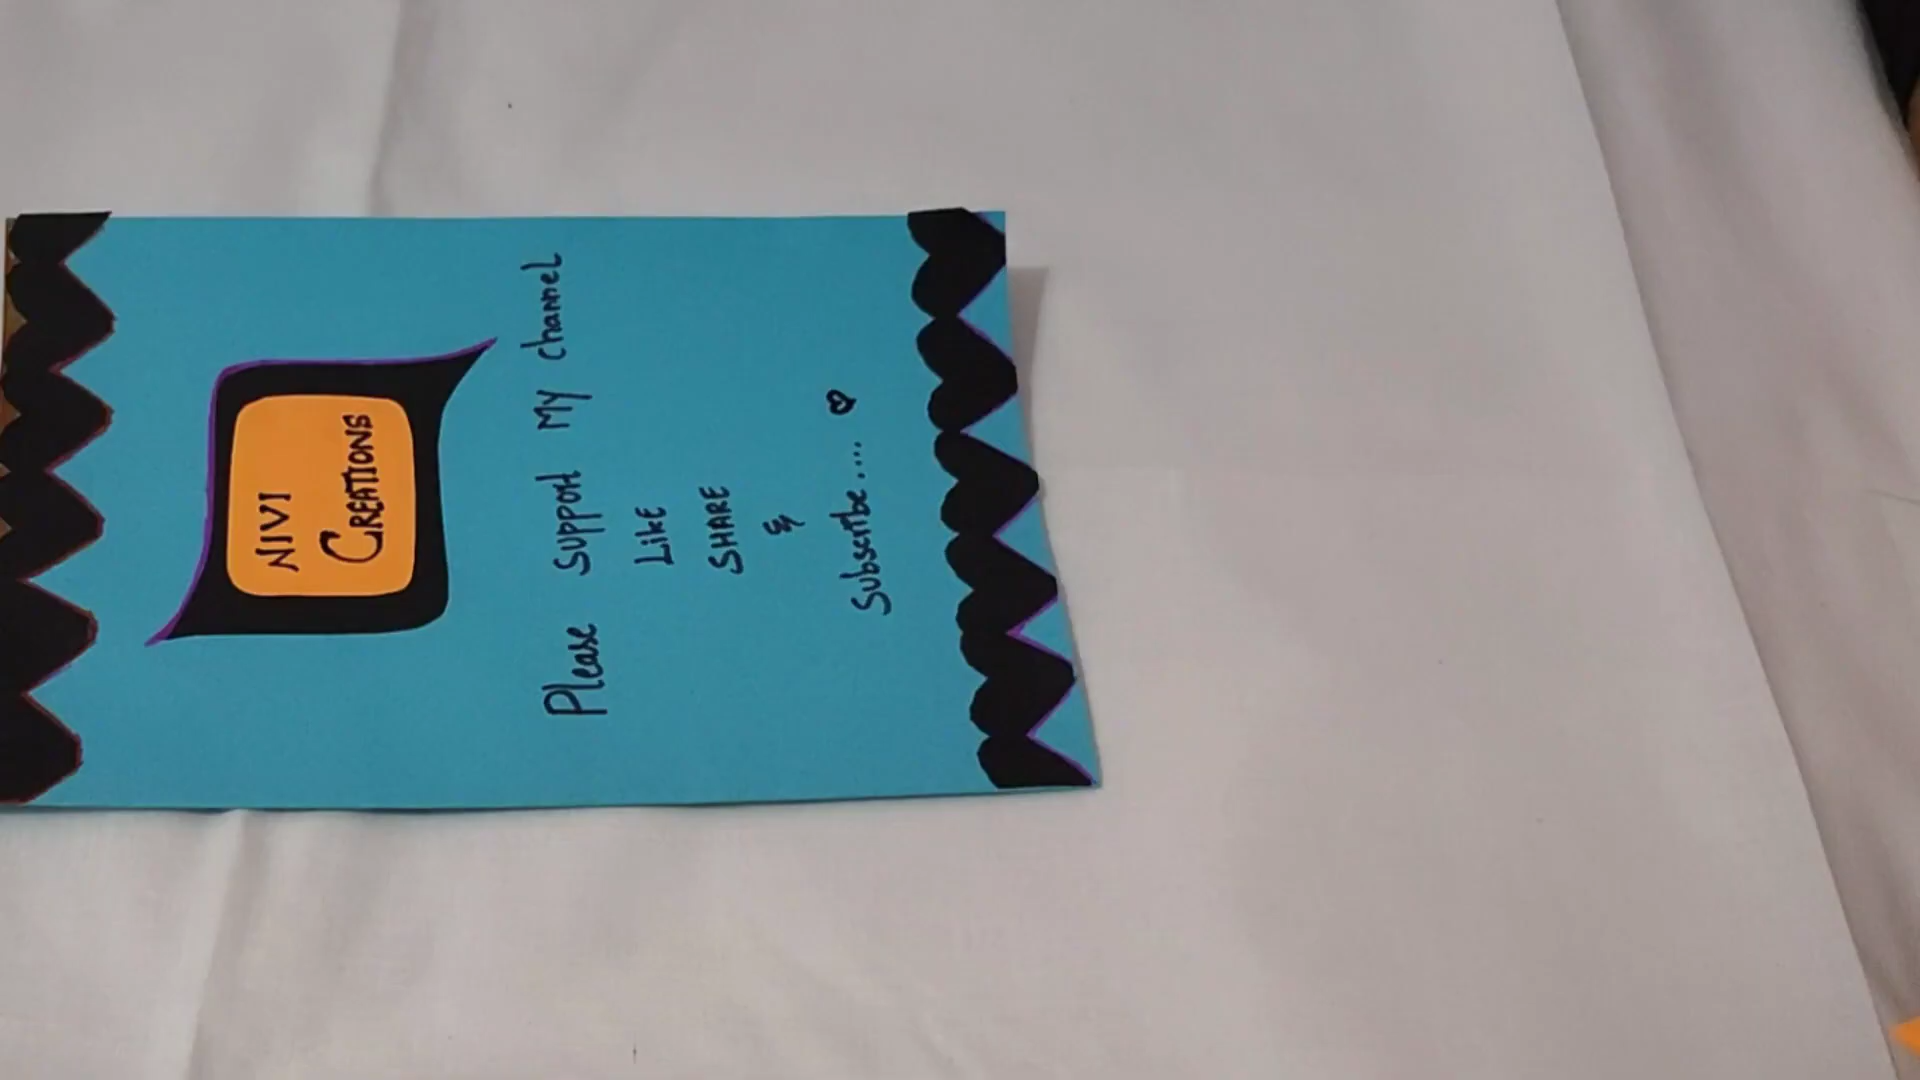 NIVI
CREATIONS
Please Support My channel
LikE
SHARE
&
Subscribe....